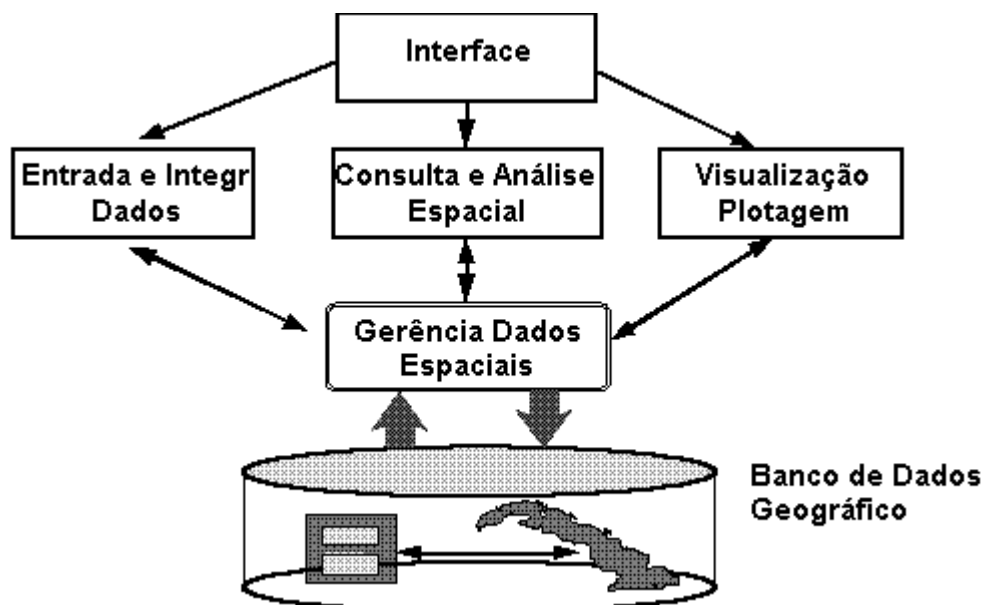 Interface
Entrada e Integr
Dados
Consulta e Análise
Espacial
Visualização
Plotagem
Gerência Dados
Espaciais
Banco de Dados
Geográfico